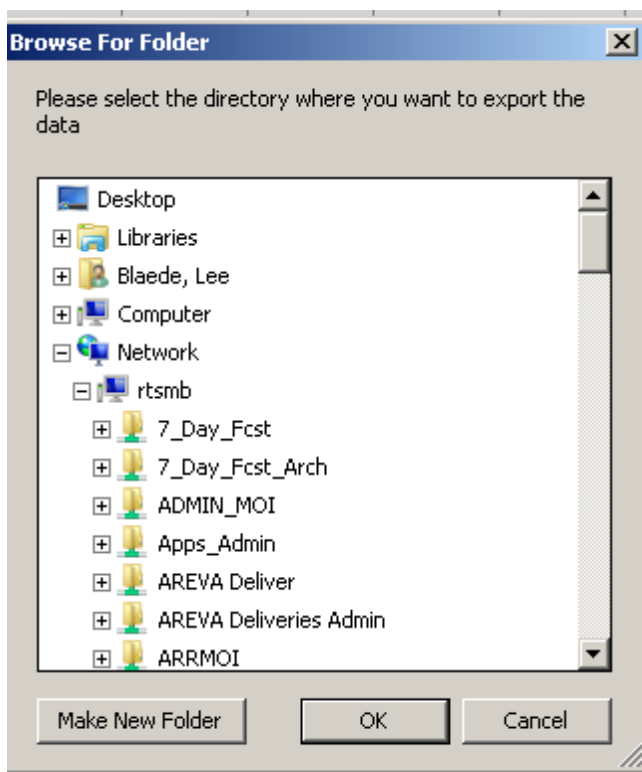 Browse For Folder
Please select the directory where you want to export the
data
Desktop
Libraries
Blaede, Lee
Computer
Network
rtsmb
7_Day_Fcst
7_Day_Fcst_Arch
ADMIN_MOI
Apps_Admin
AREVA Deliver
AREVA Deliveries Admin
ARRMOI
Make New Folder OK Cancel